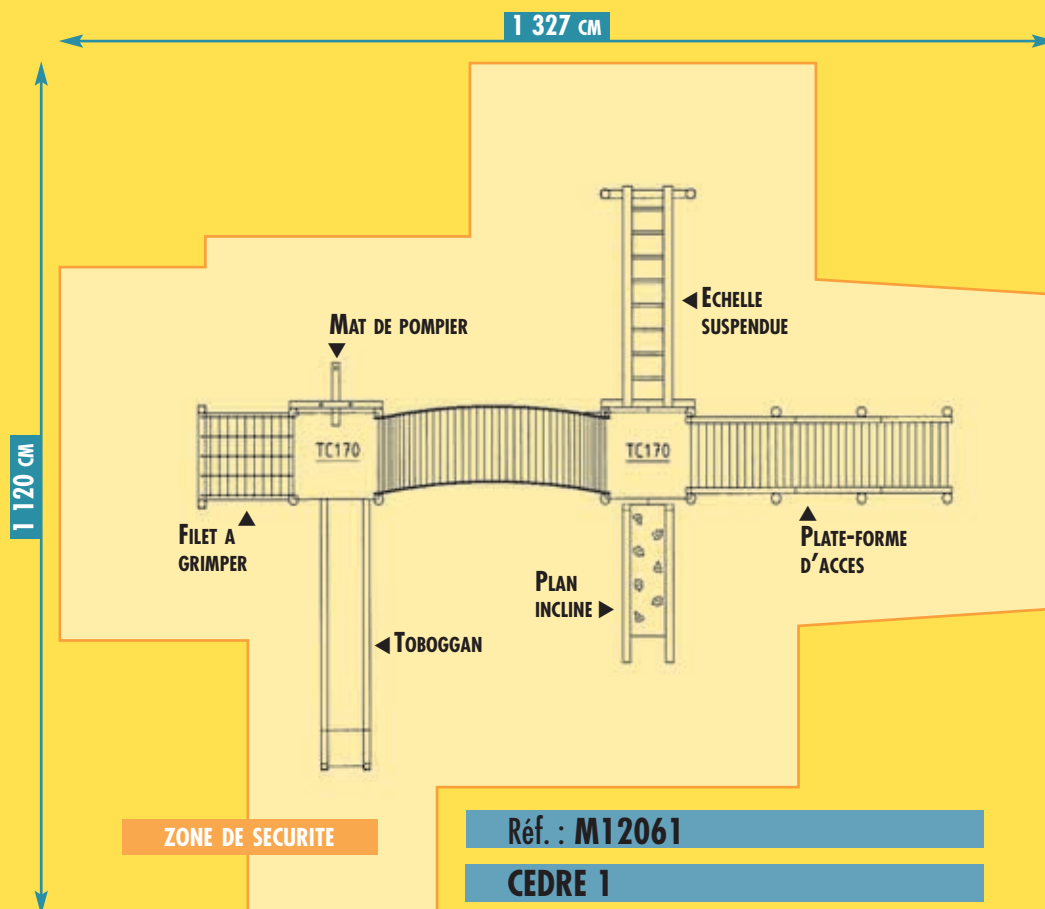 1 327 CM
1 120 CM
MAT DE POMPIER
ECHELLE
SUSPENDUE
TC170
TC170
FILET A
GRIMPER
PLATE-FORME
D'ACCES
PLAN
INCLINE
TOBOGGAN
ZONE DE SECURITE
Réf. : M12061
CEDRE 1